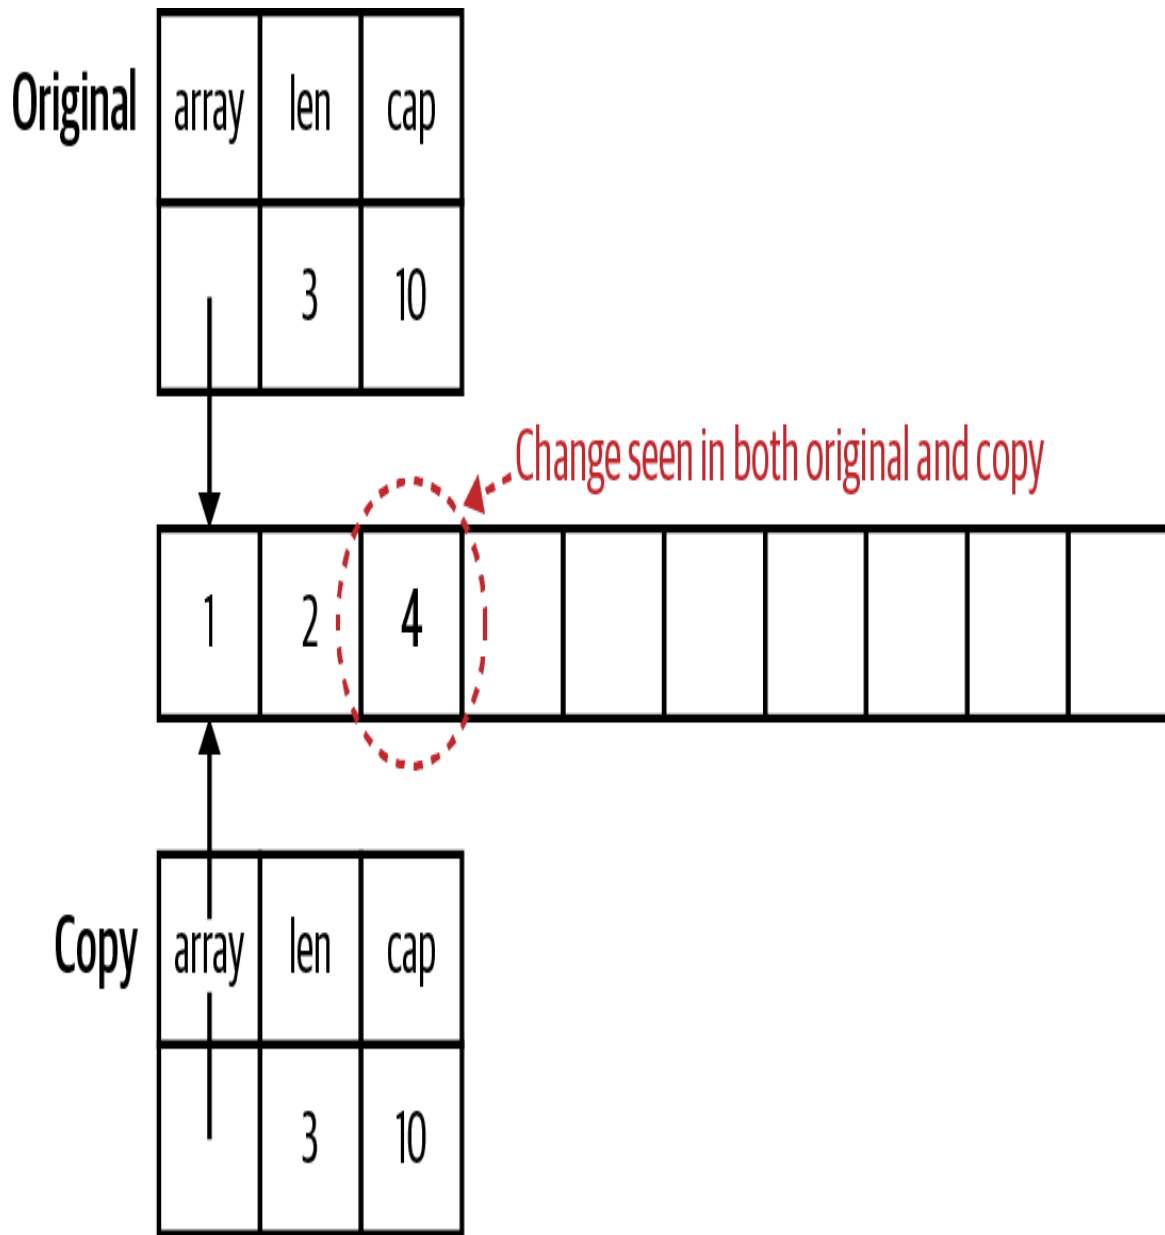 Original array len cap
3 10
Change seen in both original and copy
1 2 4
Copy array len cap
3 10